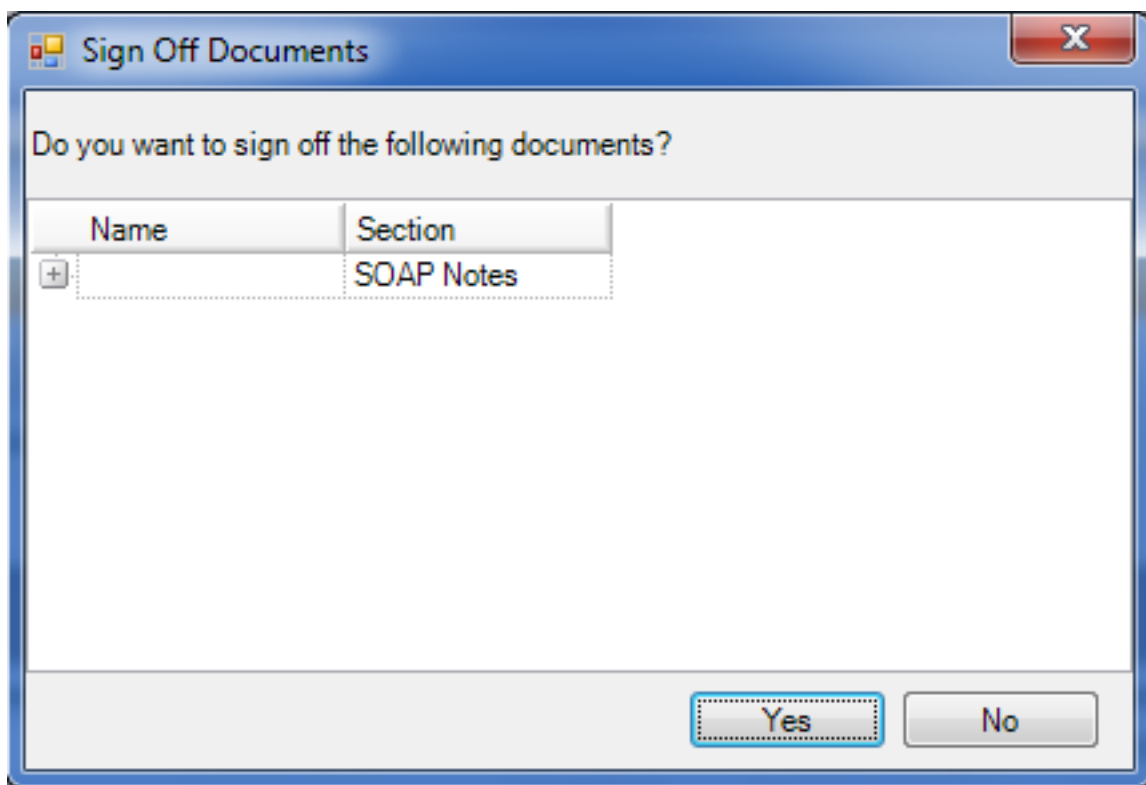 Sign Off Documents
Do you want to sign off the following documents?
Name Section
SOAP Notes
Yes No